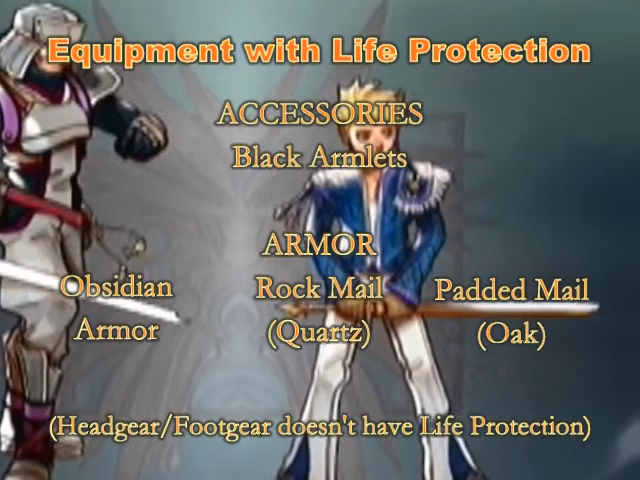 Equipment with Life Protection
ACCESSORIES
Black Armlets
ARMOR
Obsidian Armor
Rock Mail (Quartz)
Padded Mail (Oak)
(Headgear/Footgear doesn't have Life Protection)